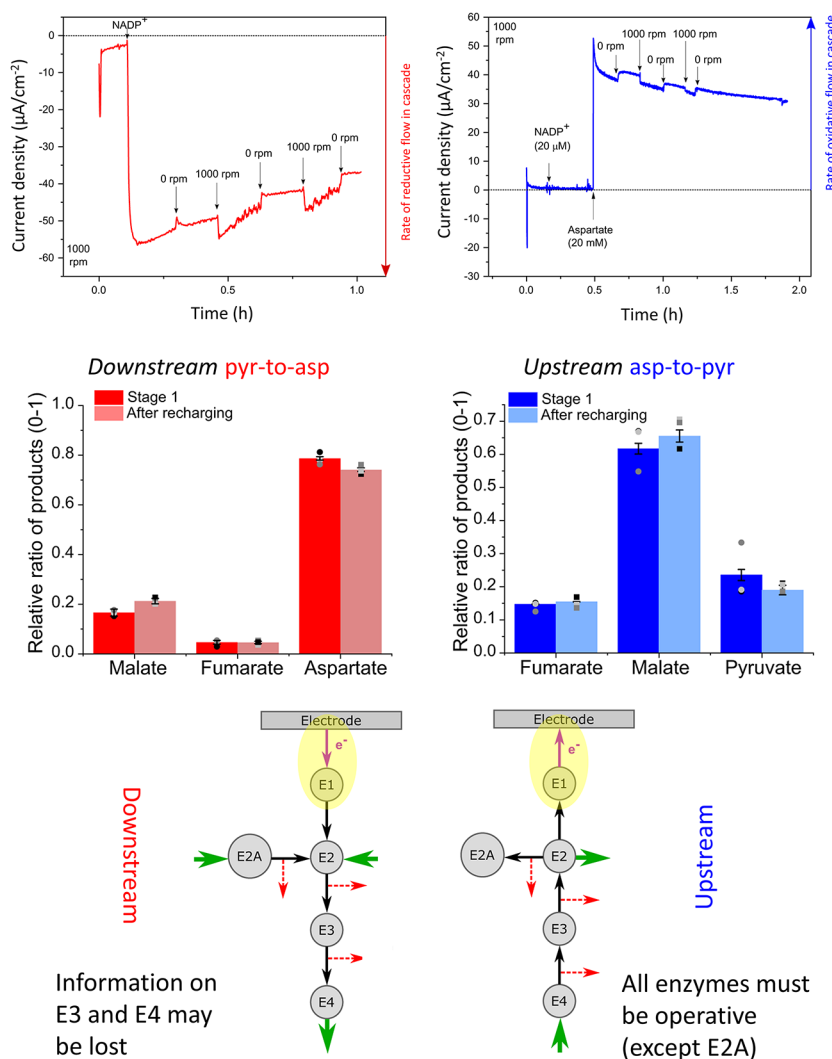 NADP+
0
-10
-20
-30
-40
-50
-60
Current density (µA/cm-2)
0 rpm
1000 rpm
0 rpm
1000 rpm
0 rpm
1000
rpm
0.0
0.5
1.0
Time (h)
Rate of reductive flow in cascade
1000
rpm
60
50
40
30
20
10
0
10
20
30
Current density (µA/cm-2)
0 rpm
1000 rpm
0 rpm
1000 rpm
0 rpm
NADP+
(20 µM)
Aspartate
(20 mM)
0.0
0.5
1.0
1.5
2.0
Time (h)
Rate of oxidative flow in cascade
Downstream pyr-to-asp
Stage 1
After recharging
1.0
0.8
0.6
0.4
0.2
0.0
Relative ratio of products (0-1)
Malate
Fumarate
Aspartate
Upstream asp-to-pyr
Stage 1
After recharging
0.7
0.6
0.5
0.4
0.3
0.2
0.1
0.0
Relative ratio of products (0-1)
Fumarate
Malate
Pyruvate
Downstream
Electrode
e-
E1
E2A
E2
E3
E4
Information on
E3 and E4 may
be lost
Electrode
e-
E1
E2A
E2
E3
E4
Upstream
All enzymes must
be operative
(except E2A)